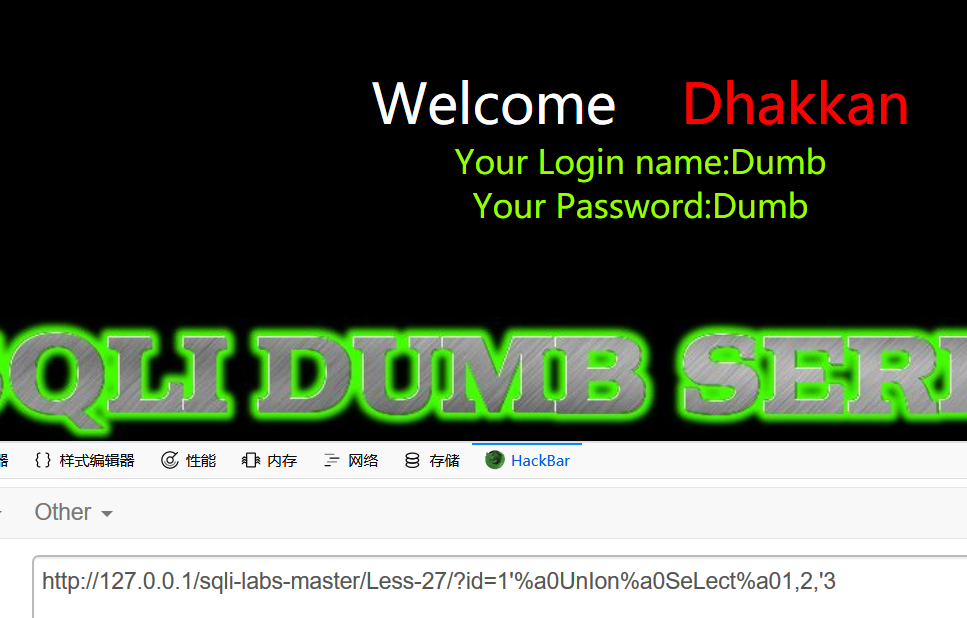 Welcome Dhakkan
Your Login name:Dumb
Your Password:Dumb
SQLI DUMB SERI
器 {} 样式编辑器 性能 内存 网络 存储 HackBar
Other
http://127.0.0.1/sqli-labs-master/Less-27/?id=1'%a0UnIon%a0SeLect%a01,2,'3